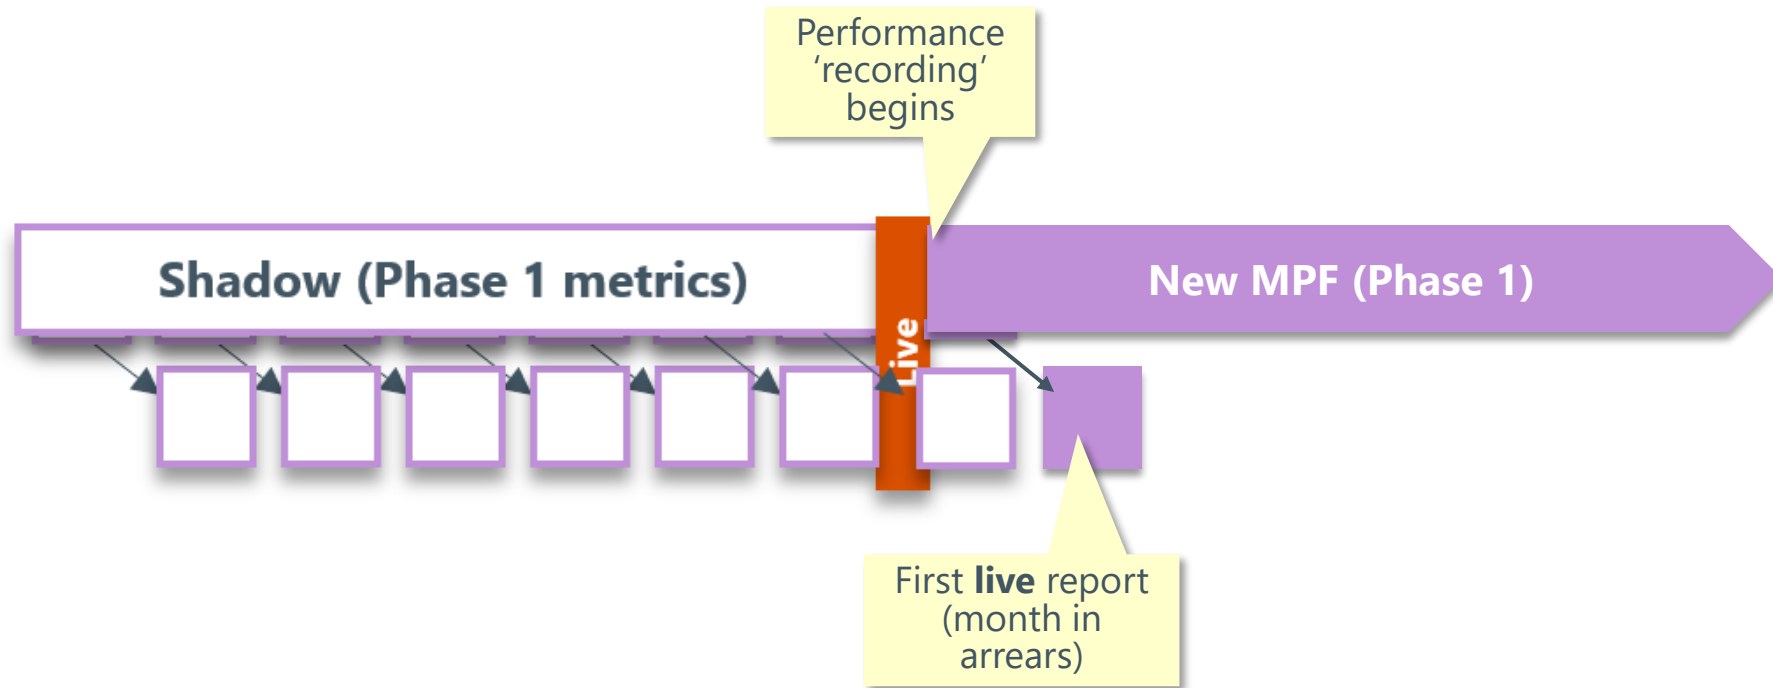 Performance
‘recording’
begins
Shadow (Phase 1 metrics)
Live
New MPF (Phase 1)
First live report
(month in
arrears)